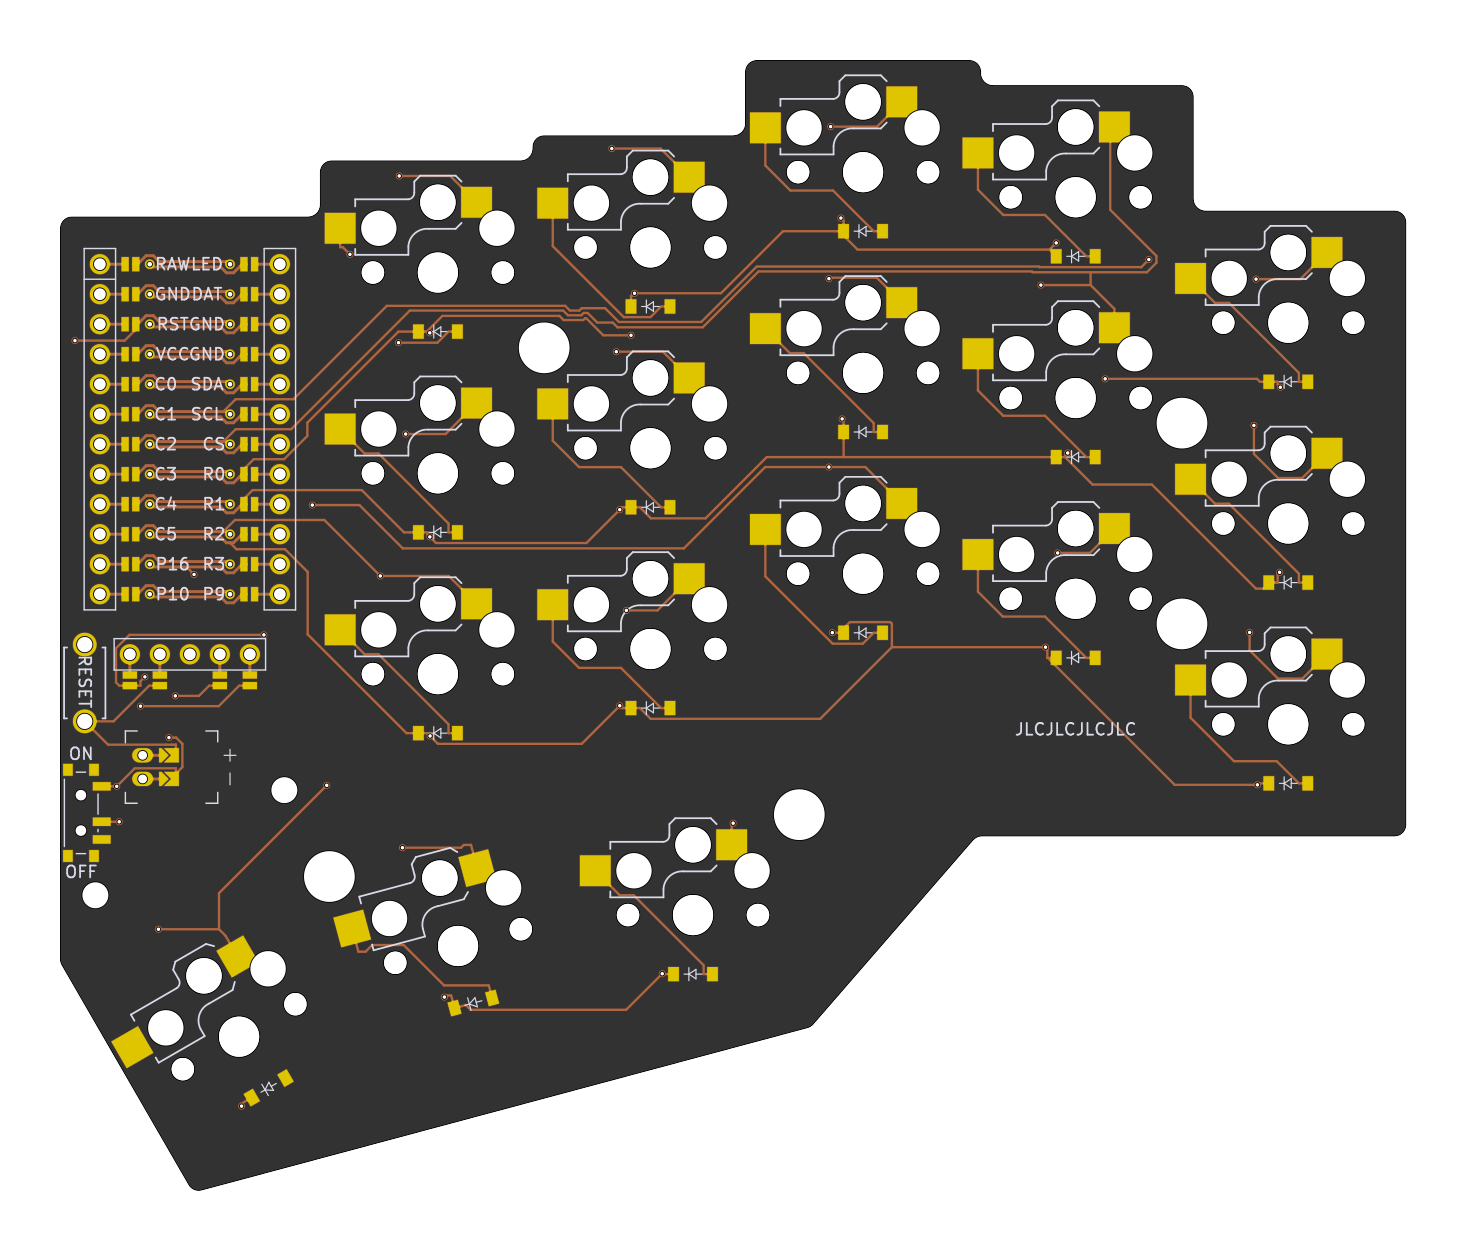 RAW LED
GND DAT
RST GND
VCC GND
C0 SDA
C1 SCL
C2 CS
C3 R0
C4 R1
C5 R2
P16 R3
P10 P9
RESET
JLCJLCJLCJLC
ON
+
-
OFF